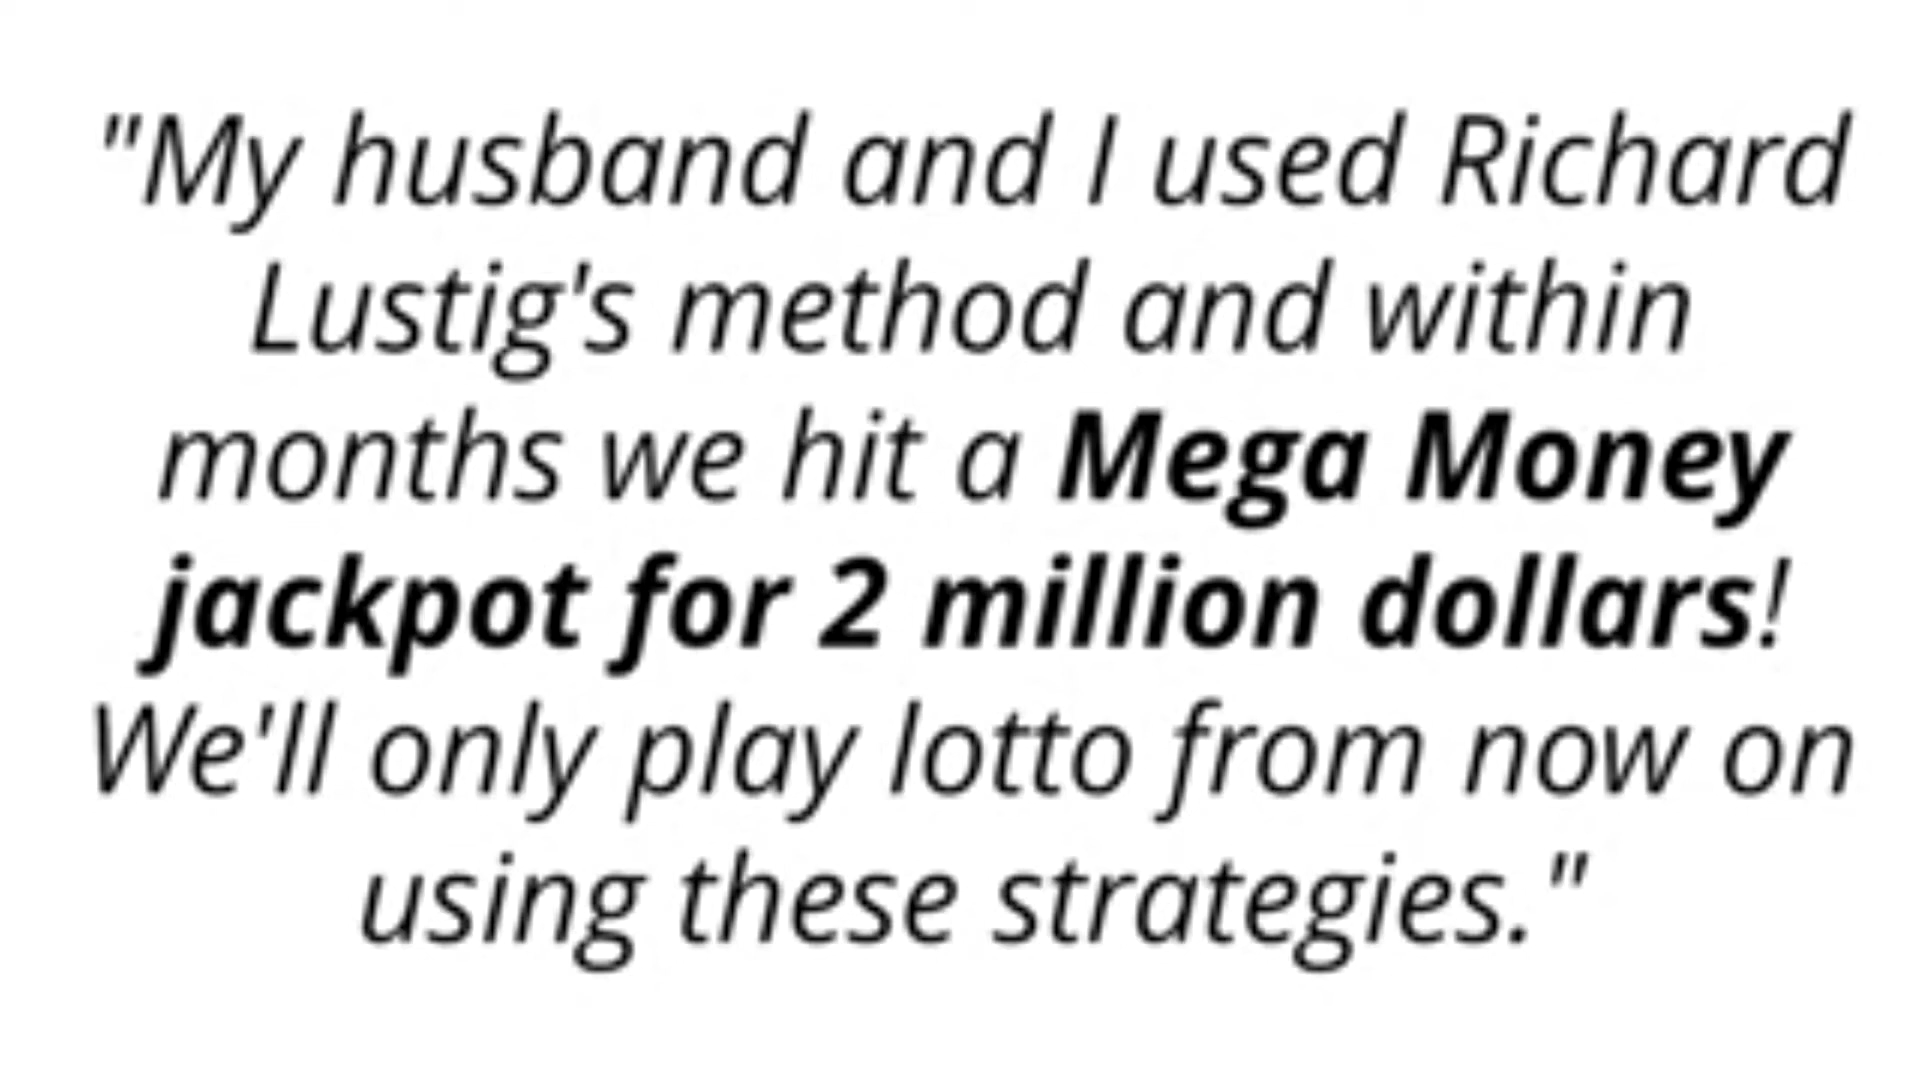 "My husband and I used Richard
Lustig's method and within
months we hit a Mega Money
jackpot for 2 million dollars!
We'll only play lotto from now on
using these strategies."